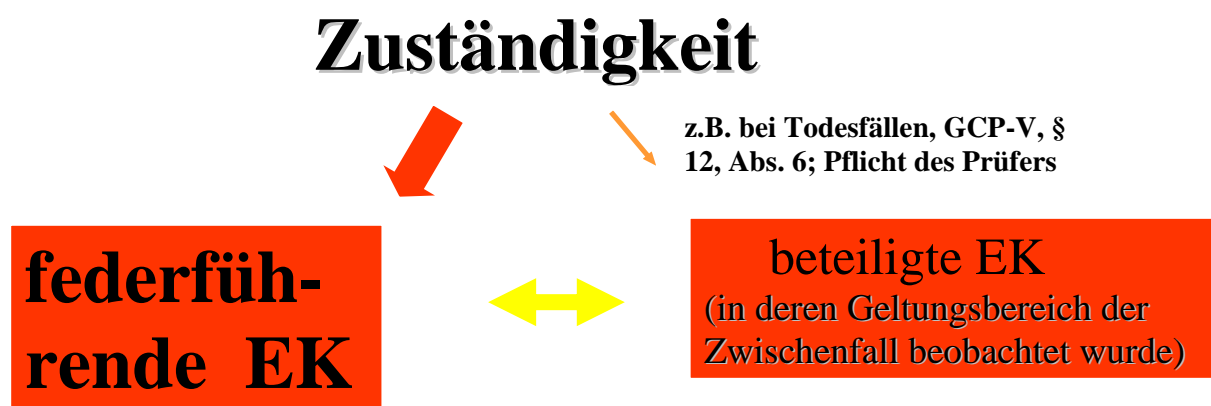 Zuständigkeit
z.B. bei Todesfällen, GCP-V, §
12, Abs. 6; Pflicht des Prüfers
federfüh-
rende EK
beteiligte EK
(in deren Geltungsbereich der
Zwischenfall beobachtet wurde)